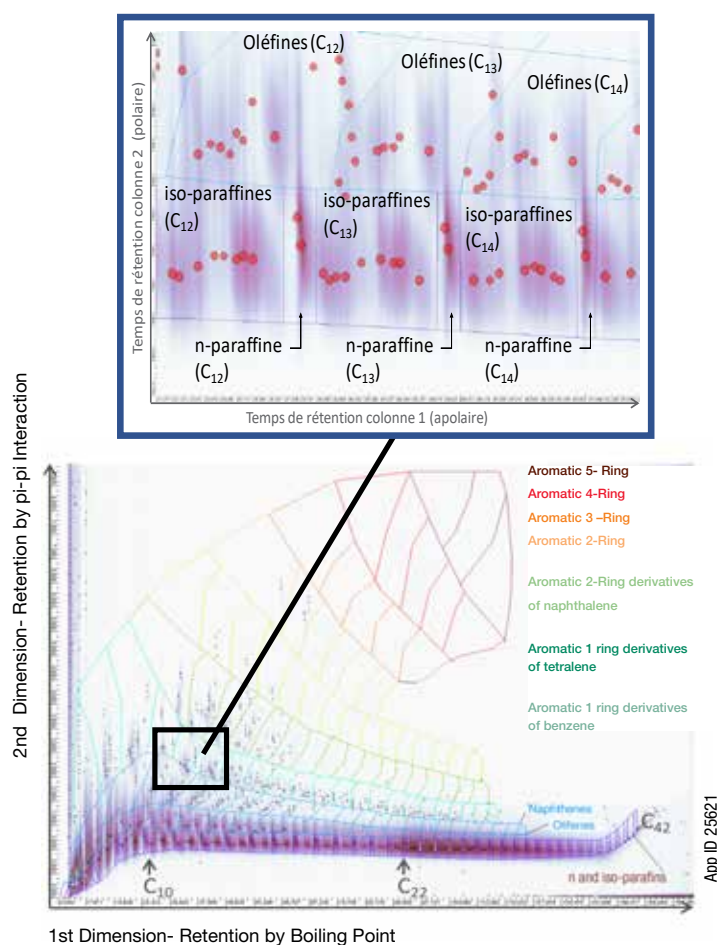 Oléfines (C12)
Oléfines (C13)
Oléfines (C14)
iso-paraffines
(C12)
iso-paraffines
(C13)
iso-paraffines
(C14)
n-paraffine
(C12)
n-paraffine
(C13)
n-paraffine
(C14)
Temps de rétention colonne 2
(polaire)
Temps de rétention colonne 1 (apolaire)
2nd Dimension- Retention by pi-pi Interaction
Aromatic 5- Ring
Aromatic 4-Ring
Aromatic 3 –Ring
Aromatic 2-Ring
Aromatic 2-Ring derivatives
of naphthalene
Aromatic 1 ring derivatives
of tetralene
Aromatic 1 ring derivatives
of benzene
Naphthenes
C42
n and iso-parafins
C10
C22
App ID 25621
1st Dimension- Retention by Boiling Point